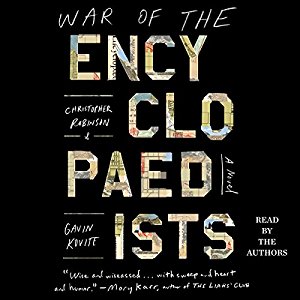 WAR OF THE
ENCY
CHRISTOPHER
ROBINSON
&
CLO
PAED
A Novel
GAVIN
KOVITE
ISTS
READ
BY THE
AUTHORS
"Wise and wiseassed . . . with sweep and heart
and humor." —Mary Karr, author of THE LIARS' CLUB